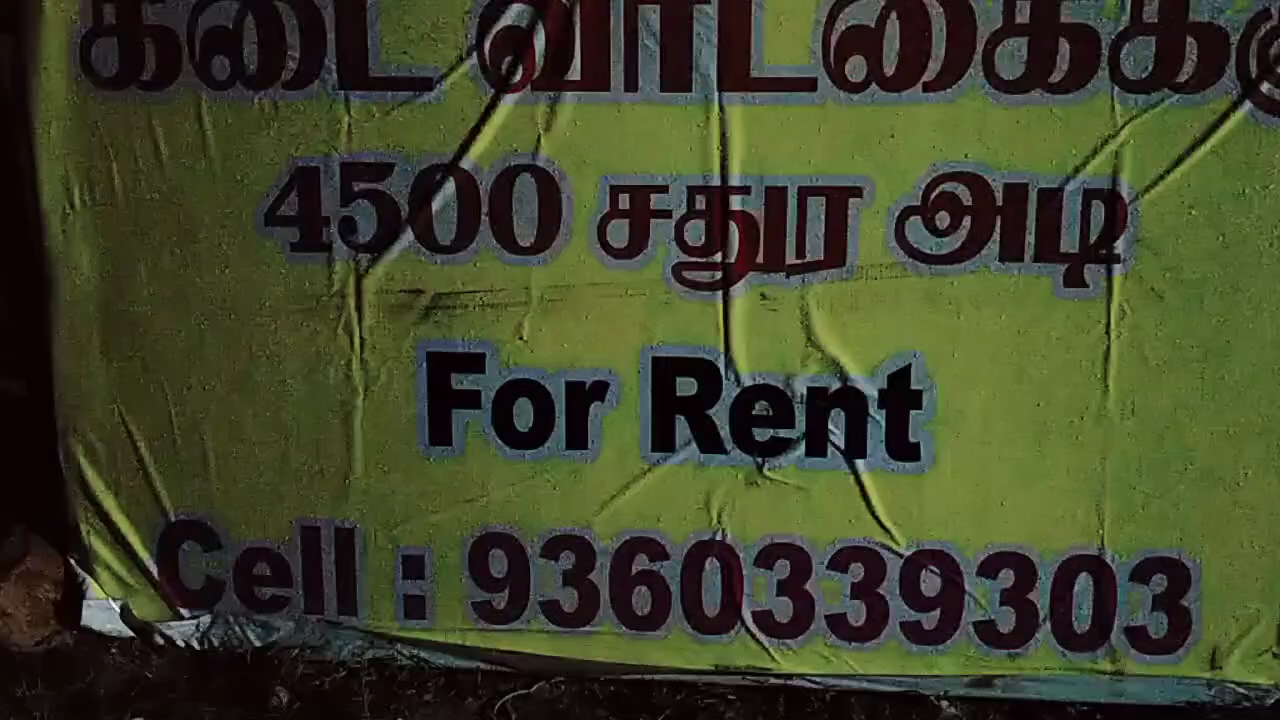 கடை வாடகைக்கு
4500 சதுர அடி
For Rent
Cell : 9360339303